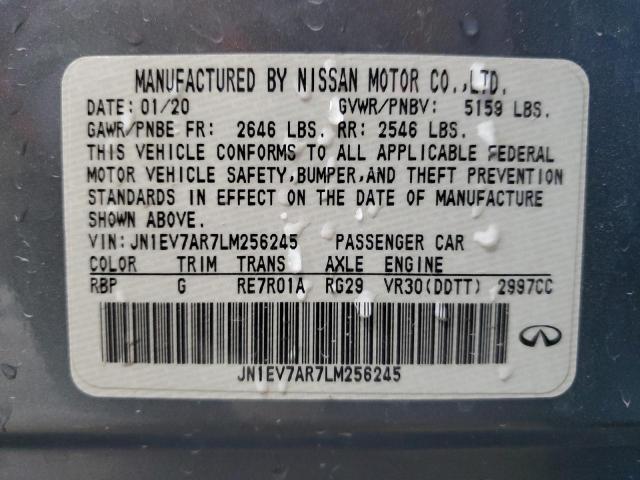 MANUFACTURED BY NISSAN MOTOR CO.,LTD.
DATE: 01/20 GVWR/PNBV: 5159 LBS.
GAWR/PNBE FR: 2646 LBS. RR: 2546 LBS.
THIS VEHICLE CONFORMS TO ALL APPLICABLE FEDERAL
MOTOR VEHICLE SAFETY,BUMPER,AND THEFT PREVENTION
STANDARDS IN EFFECT ON THE DATE OF MANUFACTURE
SHOWN ABOVE.
VIN:JN1EV7AR7LM256245 PASSENGER CAR
COLOR TRIM TRANS AXLE ENGINE
RBP G RE7R01A RG29 VR30(DDTT) 2997CC
JN1EV7AR7LM256245